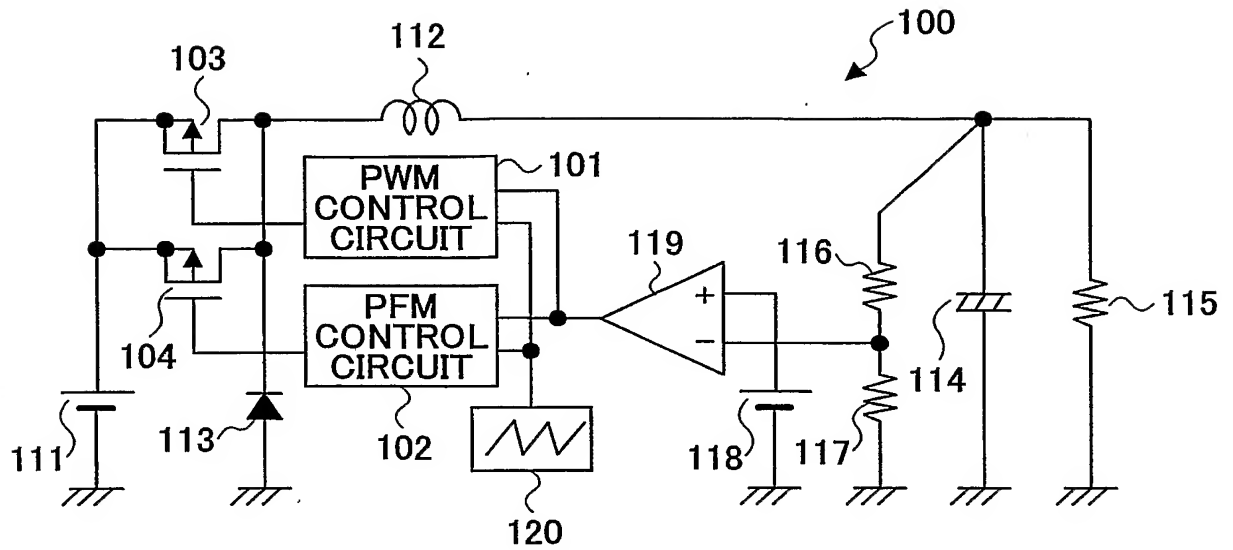 100
112
103
101
PWM
CONTROL
CIRCUIT
119
116
+
PFM
CONTROL
CIRCUIT
−
115
104
114
111
113
102
118
117
120